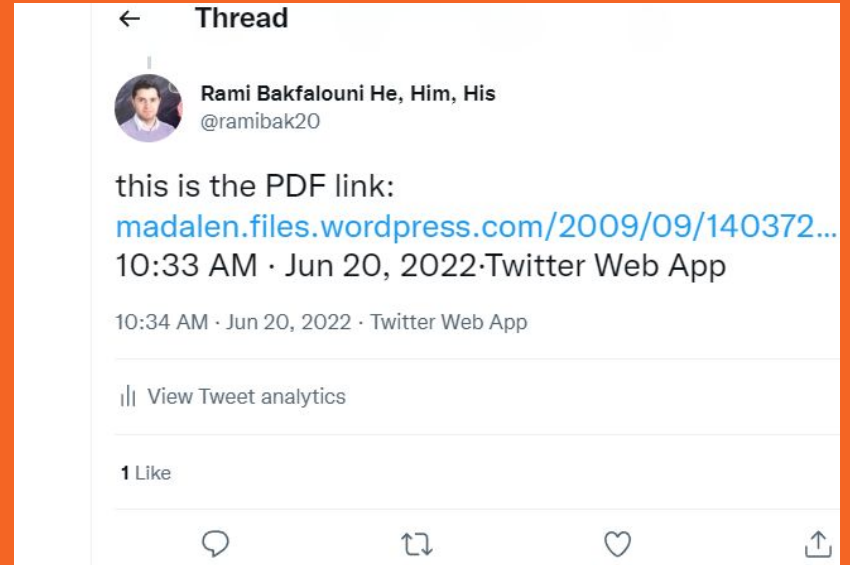 Thread
Rami Bakfalouni He, Him, His
@ramibak20
this is the PDF link:
madalen.files.wordpress.com/2009/09/140372...
10:33 AM · Jun 20, 2022·Twitter Web App
10:34 AM · Jun 20, 2022 · Twitter Web App
View Tweet analytics
1 Like